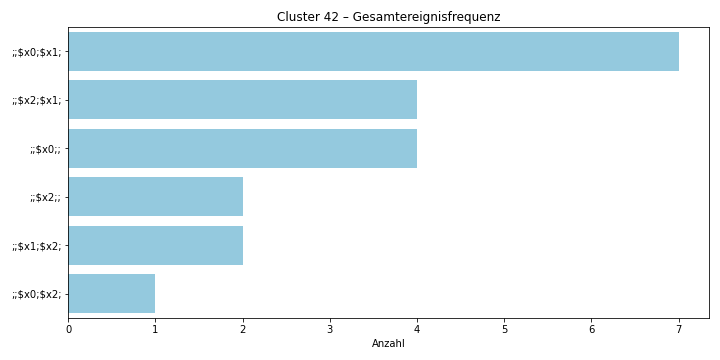 Cluster 42 – Gesamtereignisfrequenz
;;$x0;$x1;
;;$x2;$x1;
;;$x0;;
;;$x2;;
;;$x1;$x2;
;;$x0;$x2;
0 1 2 3 4 5 6 7
Anzahl